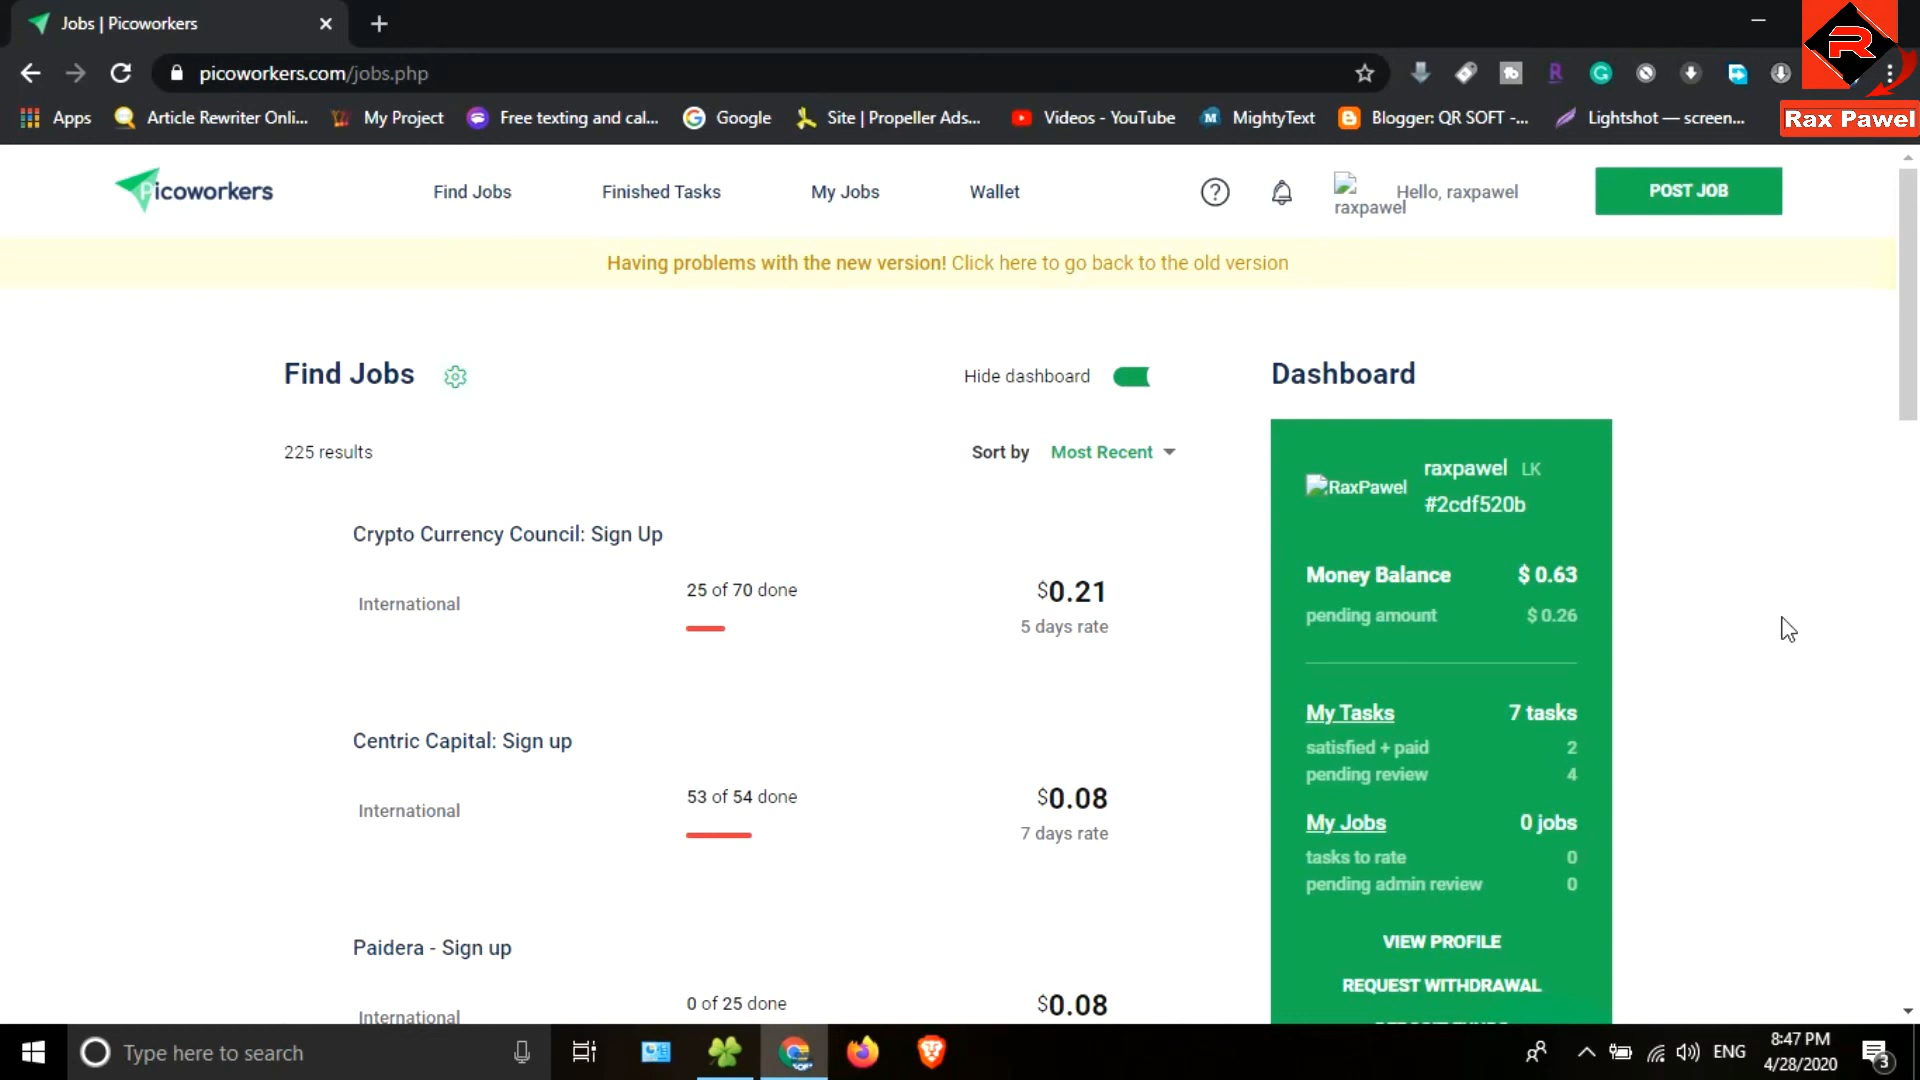 Jobs | Picoworkers
picoworkers.com/jobs.php
Apps
Article Rewriter Onli...
My Project
Free texting and cal...
Google
Site | Propeller Ads...
Videos - YouTube
MightyText
Blogger: QR SOFT -...
Lightshot — screen...
R
Rax Pawel
Picoworkers
Find Jobs
Finished Tasks
My Jobs
Wallet
raxpawel
Hello, raxpawel
POST JOB
Having problems with the new version! Click here to go back to the old version
Find Jobs
Hide dashboard
225 results
Sort by Most Recent
Crypto Currency Council: Sign Up
International
25 of 70 done
$0.21
5 days rate
Centric Capital: Sign up
International
53 of 54 done
$0.08
7 days rate
Paidera - Sign up
International
0 of 25 done
$0.08
Dashboard
RaxPawel
raxpawel LK
#2cdf520b
Money Balance $ 0.63
pending amount $ 0.26
My Tasks 7 tasks
satisfied + paid 2
pending review 4
My Jobs 0 jobs
tasks to rate 0
pending admin review 0
VIEW PROFILE
REQUEST WITHDRAWAL
Type here to search
ENG
8:47 PM
4/28/2020
3